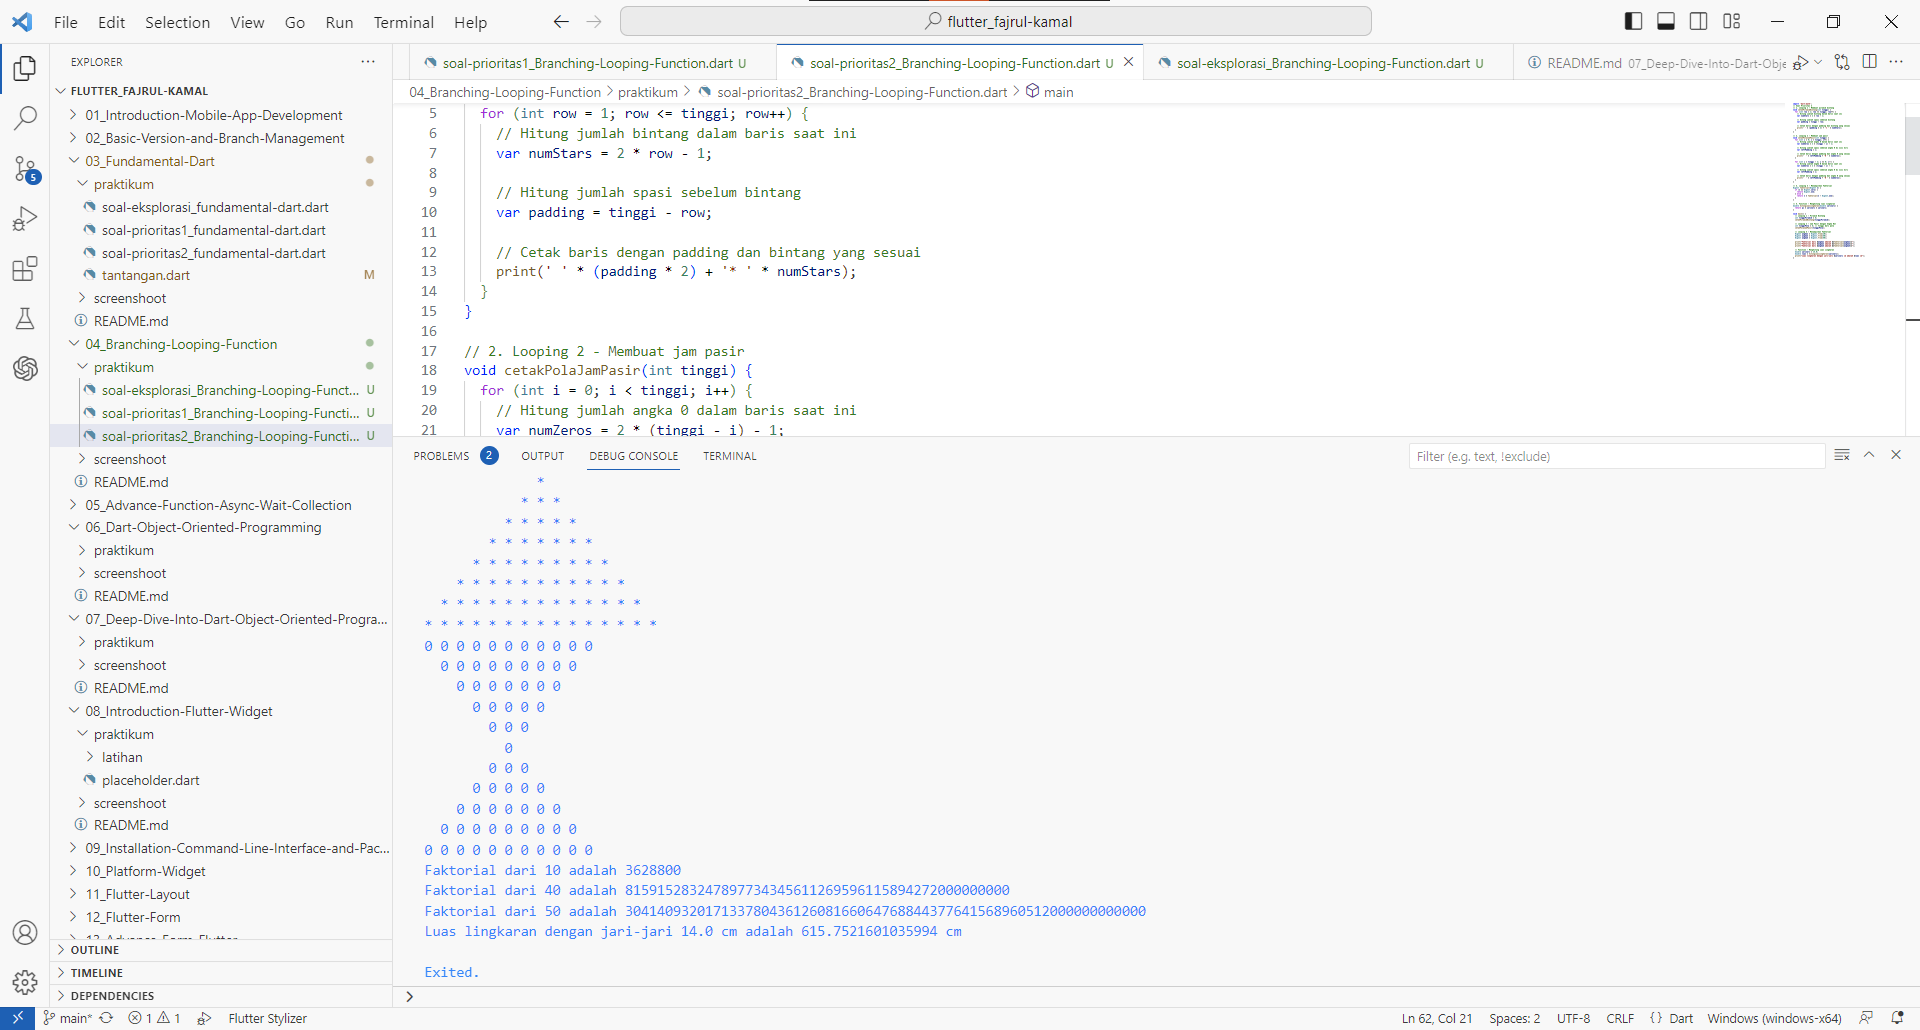 File Edit Selection View Go Run Terminal Help
flutter_fajrul-kamal
EXPLORER
soal-prioritas1_Branching-Looping-Function.dart U
soal-prioritas2_Branching-Looping-Function.dart U
soal-eksplorasi_Branching-Looping-Function.dart U
README.md 07_Deep-Dive-Into-Dart-Obje
FLUTTER_FAJRUL-KAMAL
01_Introduction-Mobile-App-Development
02_Basic-Version-and-Branch-Management
03_Fundamental-Dart
praktikum
soal-eksplorasi_fundamental-dart.dart
soal-prioritas1_fundamental-dart.dart
soal-prioritas2_fundamental-dart.dart
tantangan.dart M
screenshoot
README.md
04_Branching-Looping-Function
praktikum
soal-eksplorasi_Branching-Looping-Funct... U
soal-prioritas1_Branching-Looping-Functi... U
soal-prioritas2_Branching-Looping-Functi... U
screenshoot
README.md
05_Advance-Function-Async-Wait-Collection
06_Dart-Object-Oriented-Programming
praktikum
screenshoot
README.md
07_Deep-Dive-Into-Dart-Object-Oriented-Progra...
praktikum
screenshoot
README.md
08_Introduction-Flutter-Widget
praktikum
latihan
placeholder.dart
screenshoot
README.md
09_Installation-Command-Line-Interface-and-Pac...
10_Platform-Widget
11_Flutter-Layout
12_Flutter-Form
13_Advance-Form-Flutter
OUTLINE
TIMELINE
DEPENDENCIES
5
04_Branching-Looping-Function > praktikum > soal-prioritas2_Branching-Looping-Function.dart > main
5 for (int row = 1; row <= tinggi; row++) {
6 // Hitung jumlah bintang dalam baris saat ini
7 var numStars = 2 * row - 1;
8
9 // Hitung jumlah spasi sebelum bintang
10 var padding = tinggi - row;
11
12 // Cetak baris dengan padding dan bintang yang sesuai
13 print(' ' * (padding * 2) + '* ' * numStars);
14 }
15 }
16
17 // 2. Looping 2 - Membuat jam pasir
18 void cetakPolaJamPasir(int tinggi) {
19 for (int i = 0; i < tinggi; i++) {
20 // Hitung jumlah angka 0 dalam baris saat ini
21 var numZeros = 2 * (tinggi - i) - 1;
PROBLEMS 2 OUTPUT DEBUG CONSOLE TERMINAL
Filter (e.g. text, !exclude)
*
* * *
* * * * *
* * * * * * *
* * * * * * * * *
* * * * * * * * * * *
* * * * * * * * * * * * *
* * * * * * * * * * * * * * *
0 0 0 0 0 0 0 0 0 0 0
0 0 0 0 0 0 0 0 0
0 0 0 0 0 0 0
0 0 0 0 0
0 0 0
0
0 0 0
0 0 0 0 0
0 0 0 0 0 0 0
0 0 0 0 0 0 0 0 0
0 0 0 0 0 0 0 0 0 0 0
Faktorial dari 10 adalah 3628800
Faktorial dari 40 adalah 815915283247897734345611269596115894272000000000
Faktorial dari 50 adalah 30414093201713378043612608166064768844377641568960512000000000000
Luas lingkaran dengan jari-jari 14.0 cm adalah 615.7521601035994 cm
Exited.
main* 1 1 Flutter Stylizer
Ln 62, Col 21 Spaces: 2 UTF-8 CRLF {} Dart Windows (windows-x64)